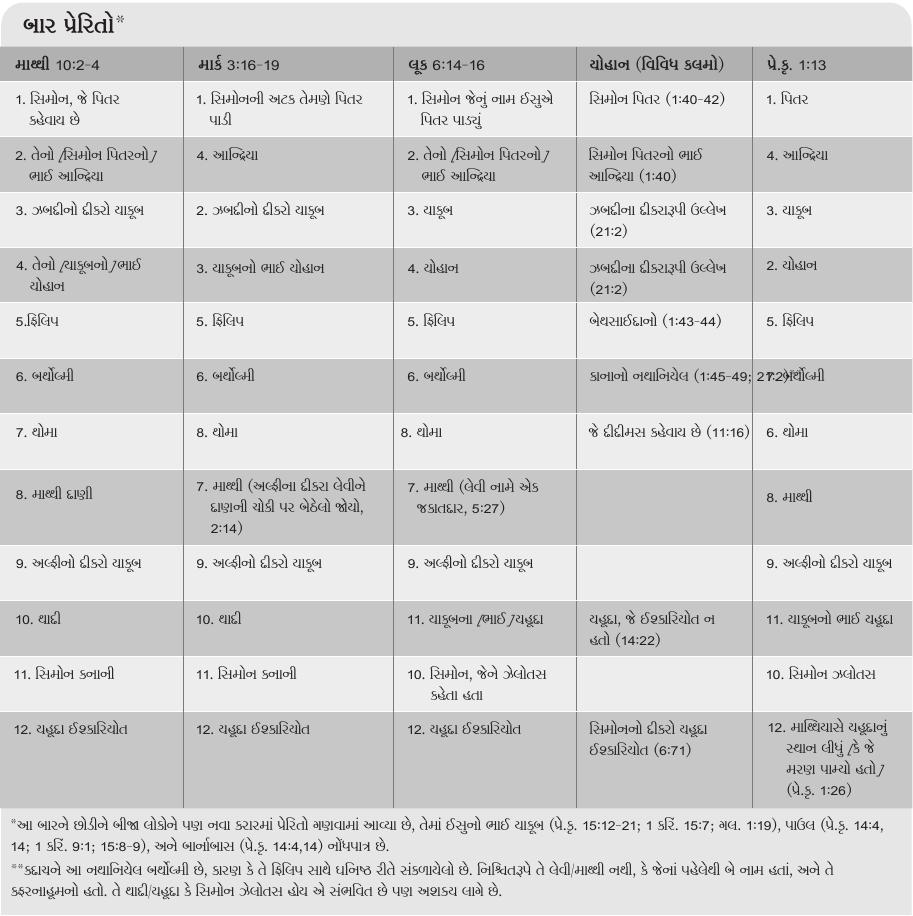 બાર પ્રેરિતો*
માથ્થી 10:2-4
માર્ક 3:16-19
લૂક 6:14-16
યોહાન (વિવિધ કલમો)
પ્રે.કૃ. 1:13
1. સિમોન, જે પિતર
કહેવાય છે
1. સિમોનની અટક તેમણે પિતર
પાડી
1. સિમોન જેનું નામ ઈસુએ
પિતર પાડ્યું
સિમોન પિતર (1:40-42)
1. પિતર
2. તેનો [સિમોન પિતરનો]
ભાઈ આન્દ્રિયા
4. આન્દ્રિયા
2. તેનો [સિમોન પિતરનો]
ભાઈ આન્દ્રિયા
સિમોન પિતરનો ભાઈ
આન્દ્રિયા (1:40)
4. આન્દ્રિયા
3. ઝબદીનો દીકરો યાકૂબ
2. ઝબદીનો દીકરો યાકૂબ
3. યાકૂબ
ઝબદીના દીકરારૂપી ઉલ્લેખ
(21:2)
3. યાકૂબ
4. તેનો [યાકૂબનો] ભાઈ
યોહાન
3. યાકૂબનો ભાઈ યોહાન
4. યોહાન
ઝબદીના દીકરારૂપી ઉલ્લેખ
(21:2)
2. યોહાન
5.ફિલિપ
5. ફિલિપ
5. ફિલિપ
બેથસાઈદાનો (1:43-44)
5. ફિલિપ
6. બર્થોલ્મી
6. બર્થોલ્મી
6. બર્થોલ્મી
કાનાનો નથાનિયેલ (1:45-49; 21:2)**
7. બર્થોલ્મી
7. થોમા
8. થોમા
8. થોમા
જે દીદીમસ કહેવાય છે (11:16)
6. થોમા
8. માથ્થી દાણી
7. માથ્થી (અલ્ફીના દીકરા લેવીને
દાણની ચોકી પર બેઠેલો જોયો,
2:14)
7. માથ્થી (લેવી નામે એક
જકાતદાર, 5:27)
8. માથ્થી
9. અલ્ફીનો દીકરો યાકૂબ
9. અલ્ફીનો દીકરો યાકૂબ
9. અલ્ફીનો દીકરો યાકૂબ
9. અલ્ફીનો દીકરો યાકૂબ
10. થાદ્દી
10. થાદ્દી
11. યાકૂબના [ભાઈ] યહૂદા
યહૂદા, જે ઈશ્કારિયોત ન
હતો (14:22)
11. યાકૂબનો ભાઈ યહૂદા
11. સિમોન કનાની
11. સિમોન કનાની
10. સિમોન, જેને ઝેલોતસ
કહેતા હતા
10. સિમોન ઝલોતસ
12. યહૂદા ઈશ્કારિયોત
12. યહૂદા ઈશ્કારિયોત
12. યહૂદા ઈશ્કારિયોત
સિમોનનો દીકરો યહૂદા
ઈશ્કારિયોત (6:71)
12. માથ્થિયાસે યહૂદાનું
સ્થાન લીધું [કે જે
મરણ પામ્યો હતો]
(પ્રે.કૃ. 1:26)
*આ બારને છોડીને બીજા લોકોને પણ નવા કરારમાં પ્રેરિતો ગણવામાં આવ્યા છે, તેમાં ઈસુનો ભાઈ યાકૂબ (પ્રે.કૃ. 15:12-21; 1 કરિં. 15:7; ગલ. 1:19), પાઉલ (પ્રે.કૃ. 14:4,
14; 1 કરિં. 9:1; 15:8-9), અને બાર્નાબાસ (પ્રે.કૃ. 14:4,14) નોંધપાત્ર છે.
**કદાચને આ નથાનિયેલ બર્થોલ્મી છે, કારણ કે તે ફિલિપ સાથે ઘનિષ્ઠ રીતે સંકળાયેલો છે. નિશ્ચિતરૂપે તે લેવી/માથ્થી નથી, કે જેનાં પહેલેથી બે નામ હતાં, અને તે
કફરનાહૂમનો હતો. તે થાદ્દી/યહૂદા કે સિમોન ઝેલોતસ હોય એ સંભવિત છે પણ અશક્ય લાગે છે.